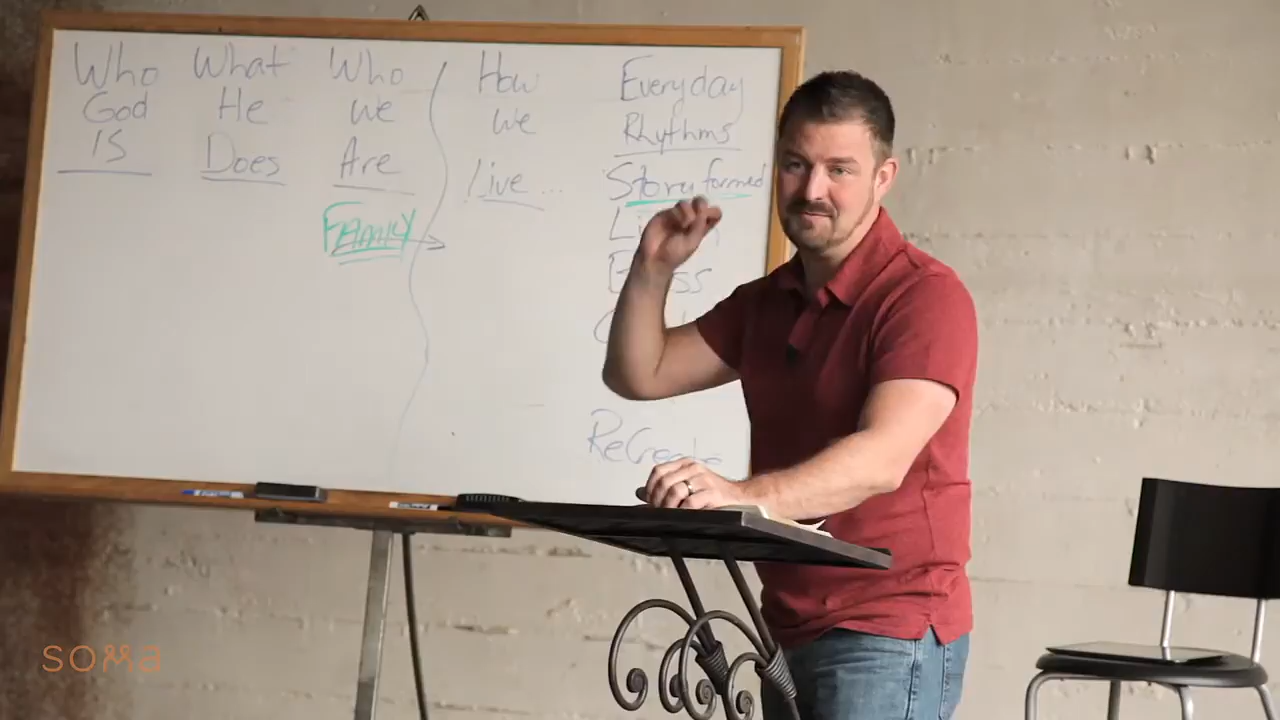 Who
God
IS
What
He
Does
Who
We
Are
FAMILY
How
we
Live ...
Everyday
Rhythms
Story formed
ReCreate
soma